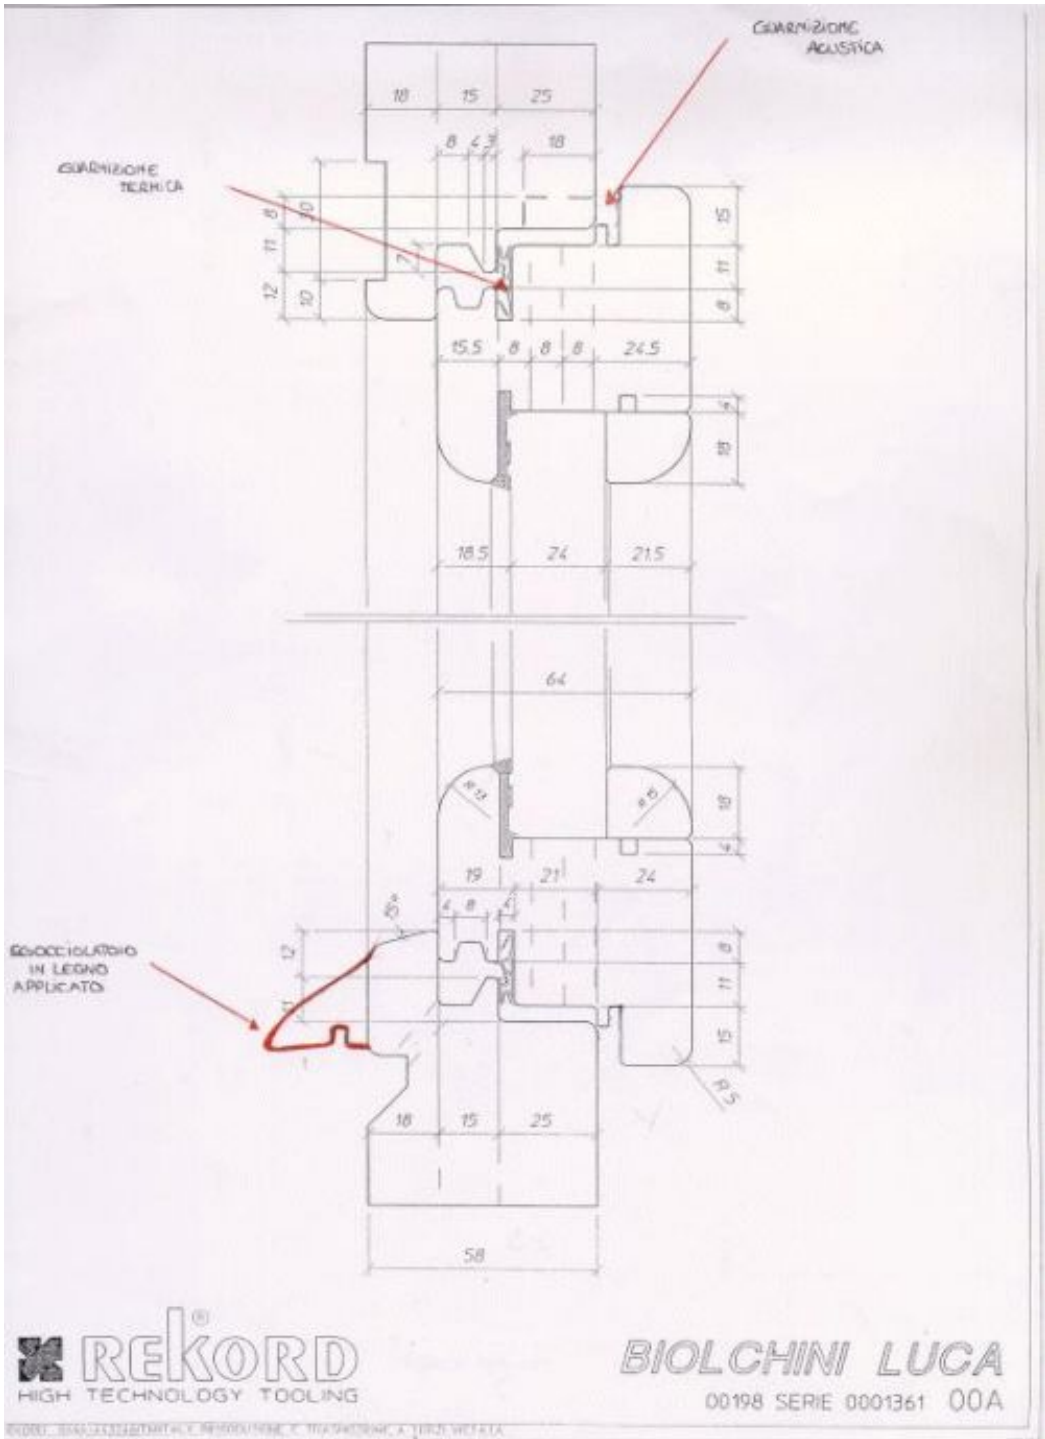 GUARNIZIONE
ACUSTICA
18 15 25
8 4 3 18
GUARNIZIONE
TERMICA
8 30 15
11 7 11
12 10 8
15.5 8 8 8 24.5
4
18
18.5 24 21.5
64
R 13 R 15 18
4
19 21 24
4 8 4
15°
12 8
SGOCCIOLATOIO
IN LEGNO
APPLICATO
11 11
15
R 5
18 15 25
58
REKORD®
HIGH TECHNOLOGY TOOLING
BIOLCHINI LUCA
00198 SERIE 0001361 00A